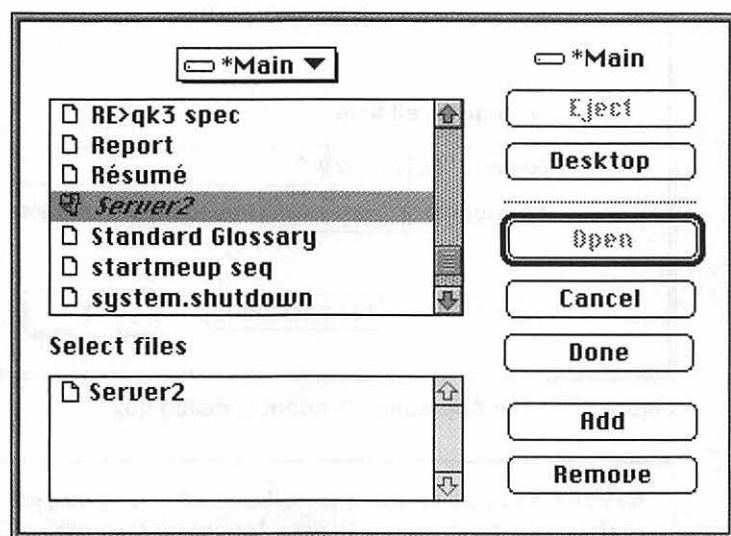 *Main
RE>qk3 spec
Report
Résumé
Server2
Standard Glossary
startmeup seq
system.shutdown
Select files
Server2
*Main
Eject
Desktop
Open
Cancel
Done
Add
Remove